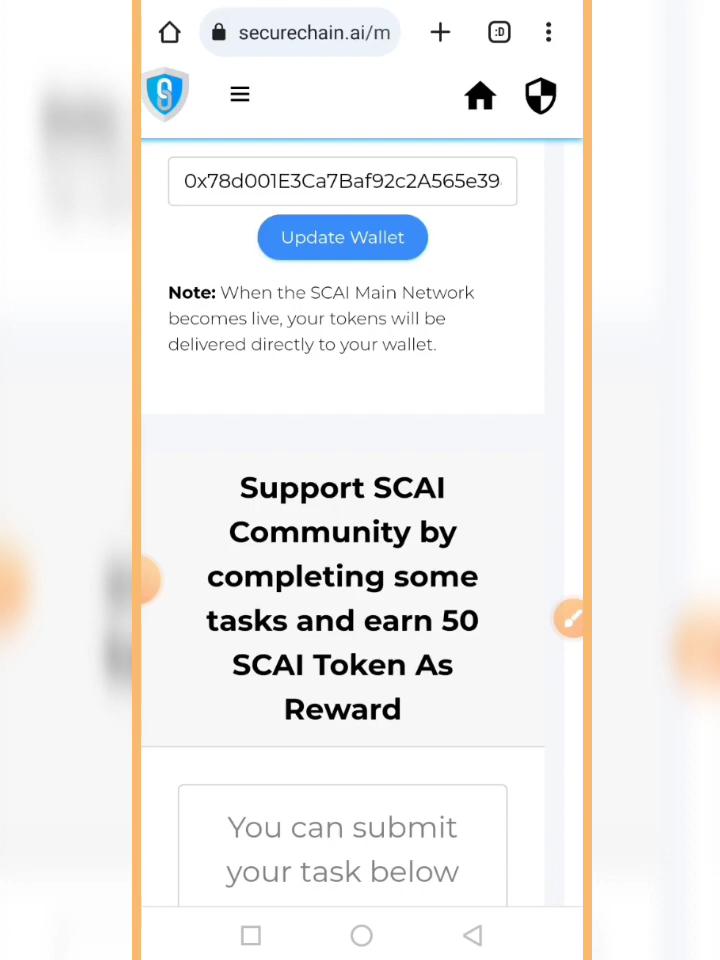 :D
securechain.ai/m
0x78d001E3Ca7Baf92c2A565e39
Update Wallet
Note: When the SCAI Main Network
becomes live, your tokens will be
delivered directly to your wallet.
Support SCAI
Community by
completing some
tasks and earn 50
SCAI Token As
Reward
You can submit
your task below